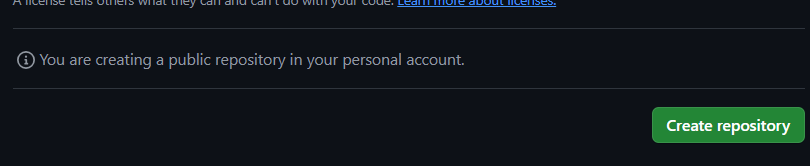 A license tells others what they can and can't do with your code. Learn more about licenses.
You are creating a public repository in your personal account.
Create repository